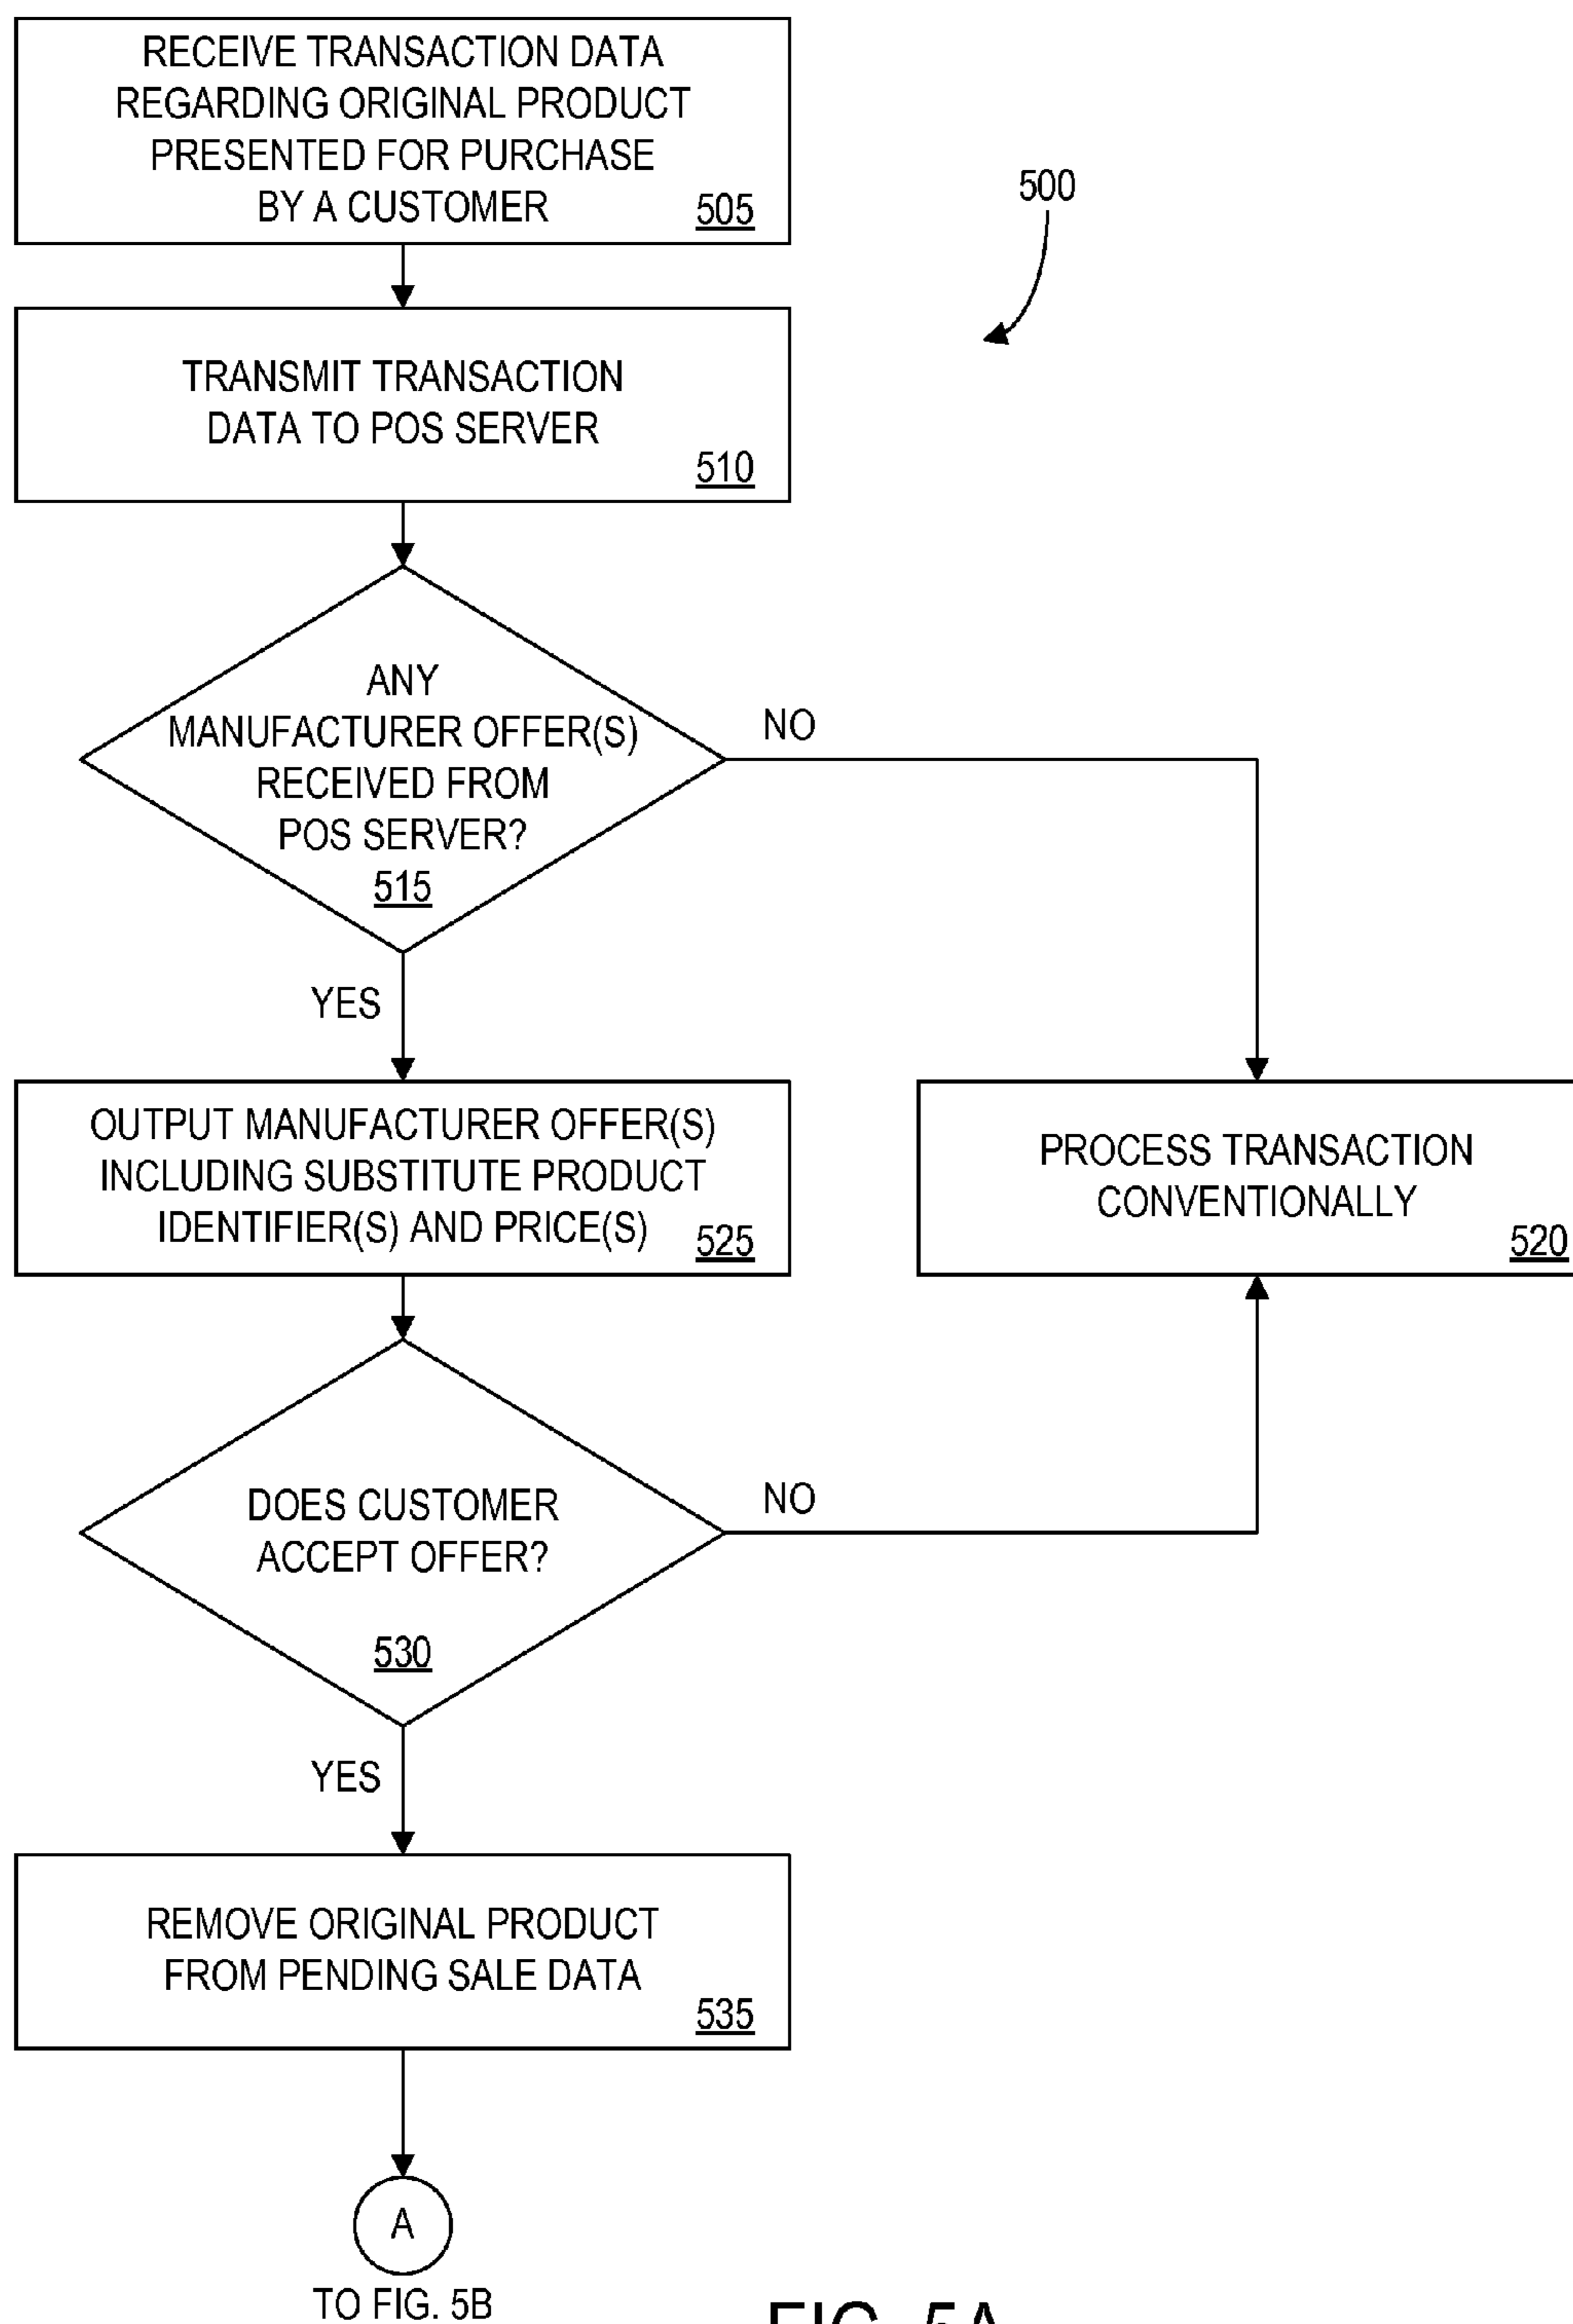 RECEIVE TRANSACTION DATA
REGARDING ORIGINAL PRODUCT
PRESENTED FOR PURCHASE
BY A CUSTOMER
505
500
TRANSMIT TRANSACTION
DATA TO POS SERVER
510
ANY
MANUFACTURER OFFER(S)
RECEIVED FROM
POS SERVER?
515
NO
YES
OUTPUT MANUFACTURER OFFER(S)
INCLUDING SUBSTITUTE PRODUCT
IDENTIFIER(S) AND PRICE(S)
525
PROCESS TRANSACTION
CONVENTIONALLY
520
DOES CUSTOMER
ACCEPT OFFER?
530
NO
YES
REMOVE ORIGINAL PRODUCT
FROM PENDING SALE DATA
535
A
TO FIG. 5B
FIG. 5A